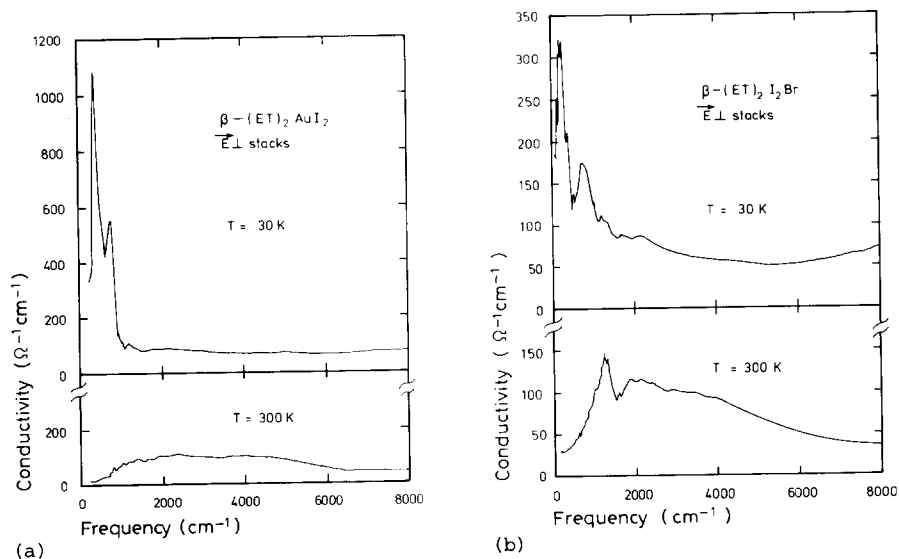 1200
1000
800
600
400
200
0
200
0
Conductivity (Ω⁻¹cm⁻¹)
β-(ET)₂ AuI₂
E⊥ stacks
T = 30 K
T = 300 K
0 2000 4000 6000 8000
Frequency (cm⁻¹)
(a)
350
300
250
200
150
100
50
0
150
100
50
0
Conductivity (Ω⁻¹cm⁻¹)
β-(ET)₂ I₂Br
E⊥ stacks
T = 30 K
T = 300 K
0 2000 4000 6000 8000
Frequency (cm⁻¹)
(b)